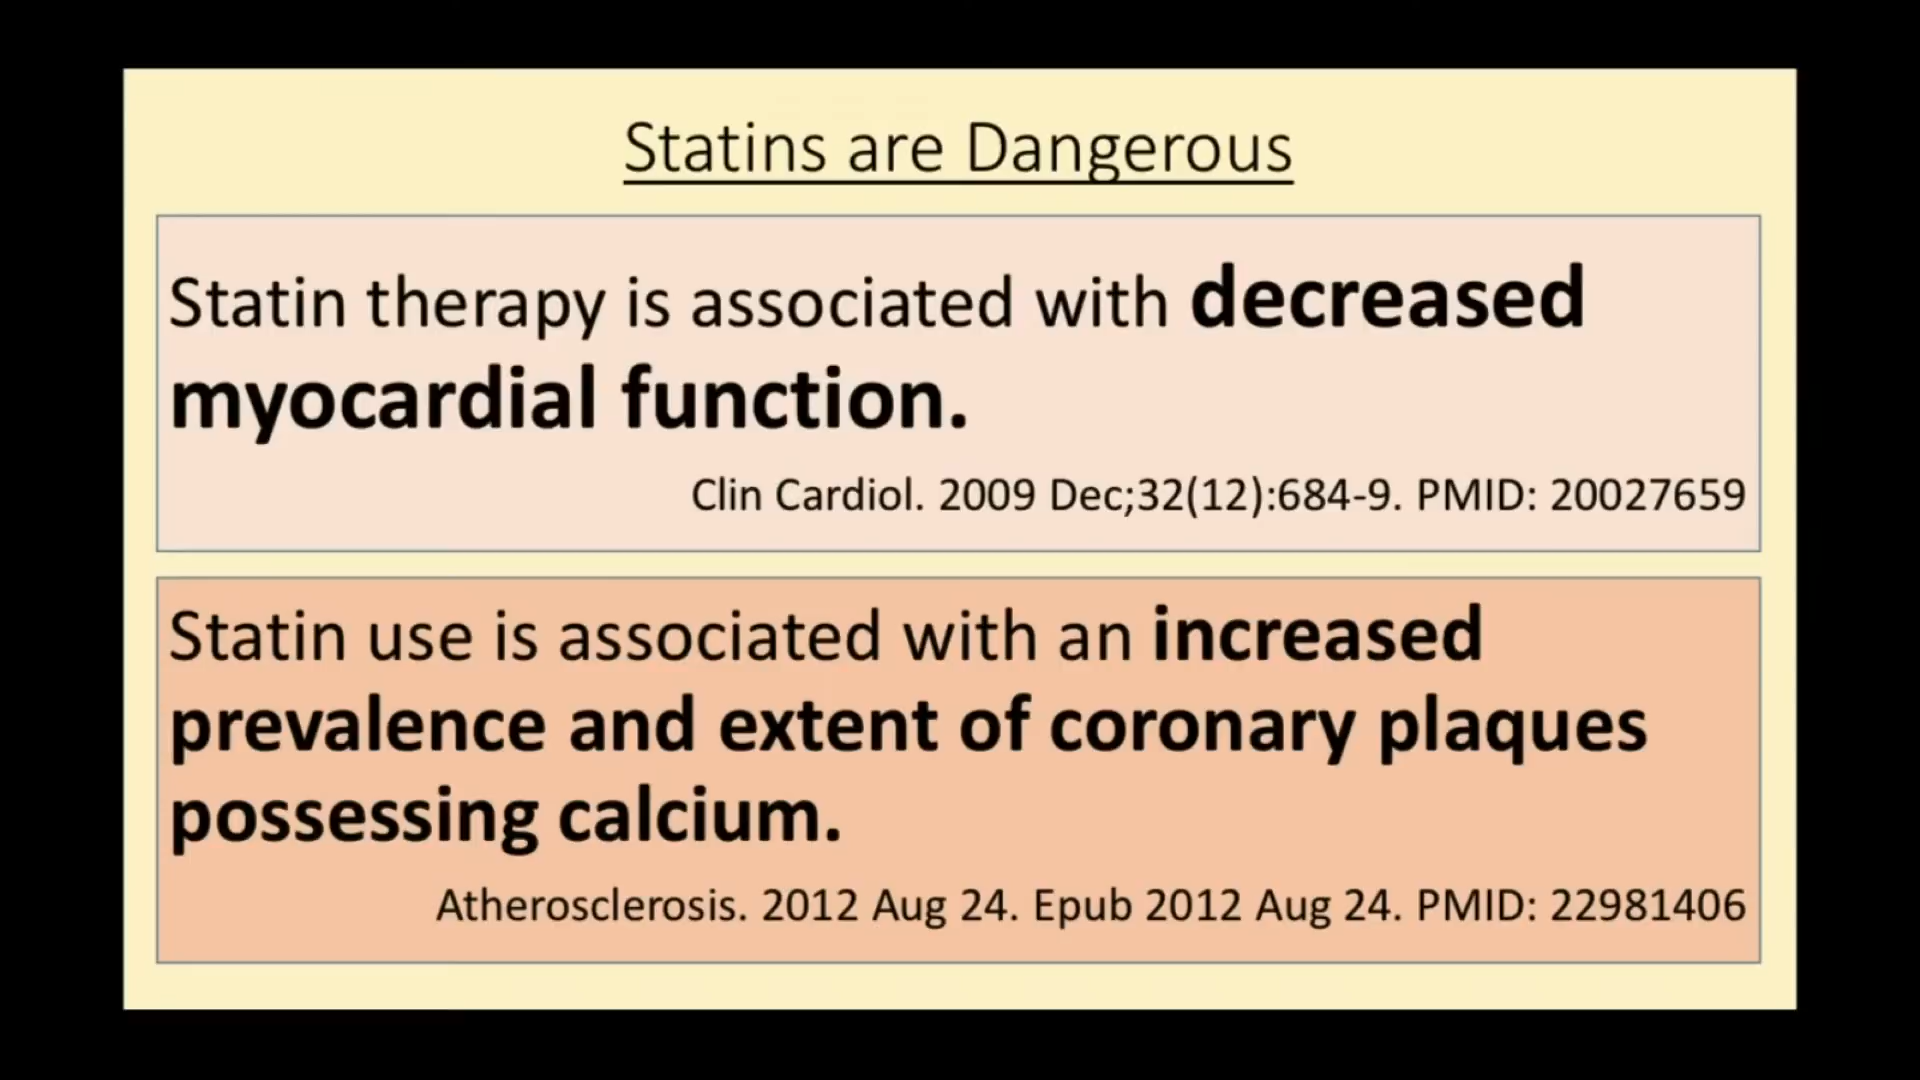 Statins are Dangerous
Statin therapy is associated with decreased
myocardial function.
Clin Cardiol. 2009 Dec;32(12):684-9. PMID: 20027659
Statin use is associated with an increased
prevalence and extent of coronary plaques
possessing calcium.
Atherosclerosis. 2012 Aug 24. Epub 2012 Aug 24. PMID: 22981406